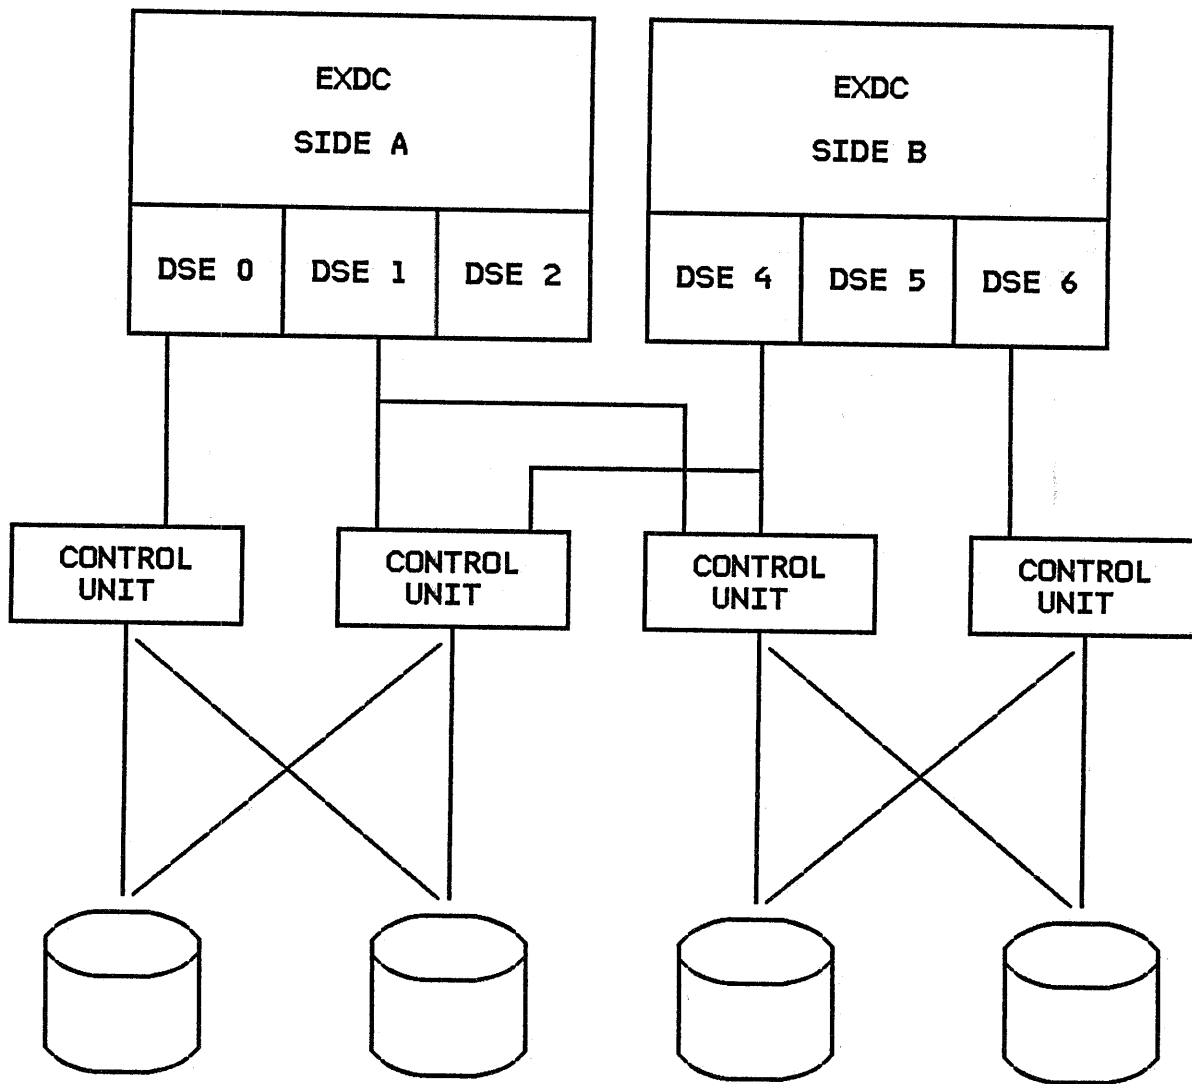 EXDC
SIDE A
EXDC
SIDE B
DSE 0
DSE 1
DSE 2
DSE 4
DSE 5
DSE 6
CONTROL
UNIT
CONTROL
UNIT
CONTROL
UNIT
CONTROL
UNIT